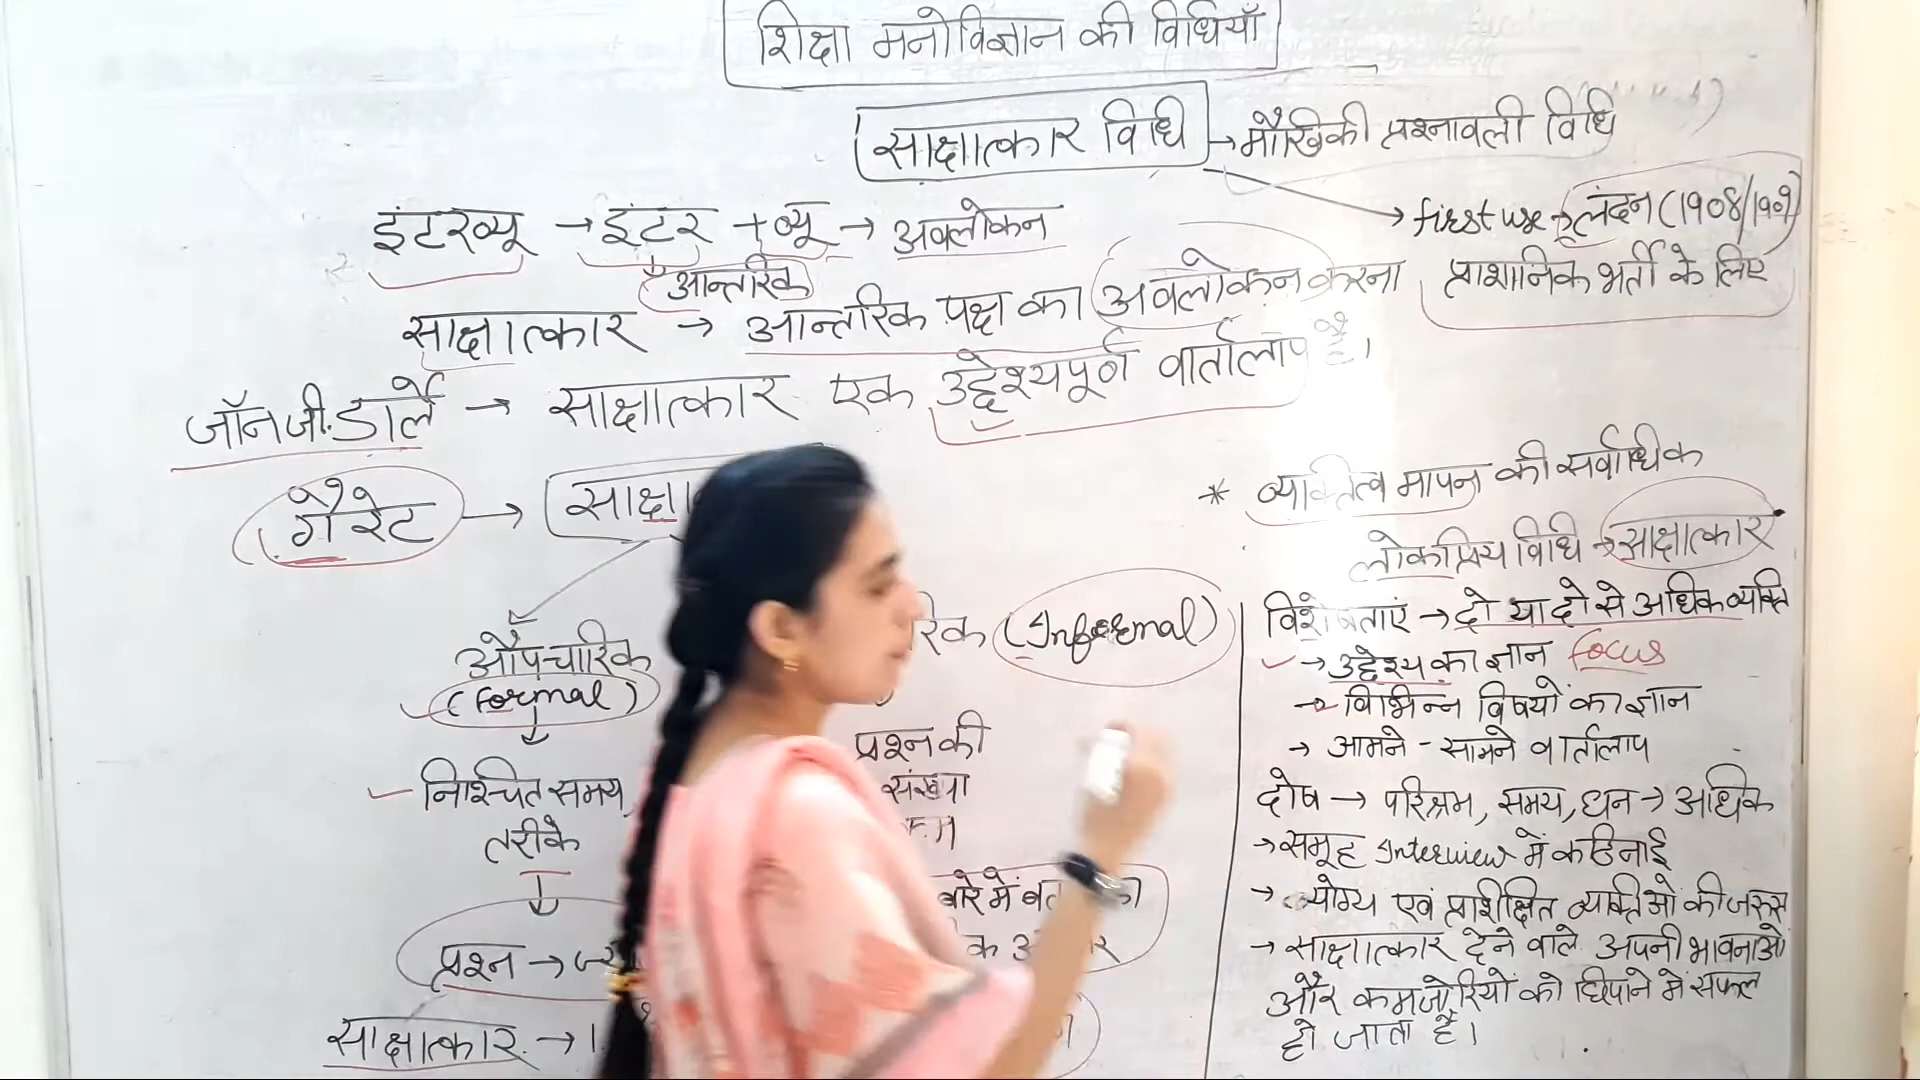 शिक्षा मनोविज्ञान की विधियाँ
साक्षात्कार विधि → मौखिकी प्रश्नावली विधि
→ first use → लंदन (१९०४/१९०९)
प्राशानिक भर्ती के लिए
इंटरव्यू → इंटर + व्यू → अवलोकन
आन्तरिक
साक्षात्कार → आन्तरिक पक्ष का अवलोकन करना
जॉन जी. डार्ले → साक्षात्कार एक उद्देश्यपूर्ण वार्तालाप है।
गैरेट → साक्षा
औपचारिक
(Formal)
निश्चित समय,
तरीके
प्रश्न →
साक्षात्कार → 1
रिक (Informal)
प्रश्न की
संख्या
बारे में
* व्यक्तित्व मापन की सर्वाधिक
लोकप्रिय विधि → साक्षात्कार
विशेषताएं → दो या दो से अधिक व्यक्ति
→ उद्देश्य का ज्ञान Focus
→ विभिन्न विषयों का ज्ञान
→ आमने - सामने वार्तालाप
दोष → परिश्रम, समय, धन → अधिक
→ समूह Interview में कठिनाई
→ योग्य एवं प्रशीक्षित व्यक्तिओ की जरूरत
→ साक्षात्कार देने वाले अपनी भावनाओ
और कमजोरियों को छिपाने में सफल
हो जाता है।